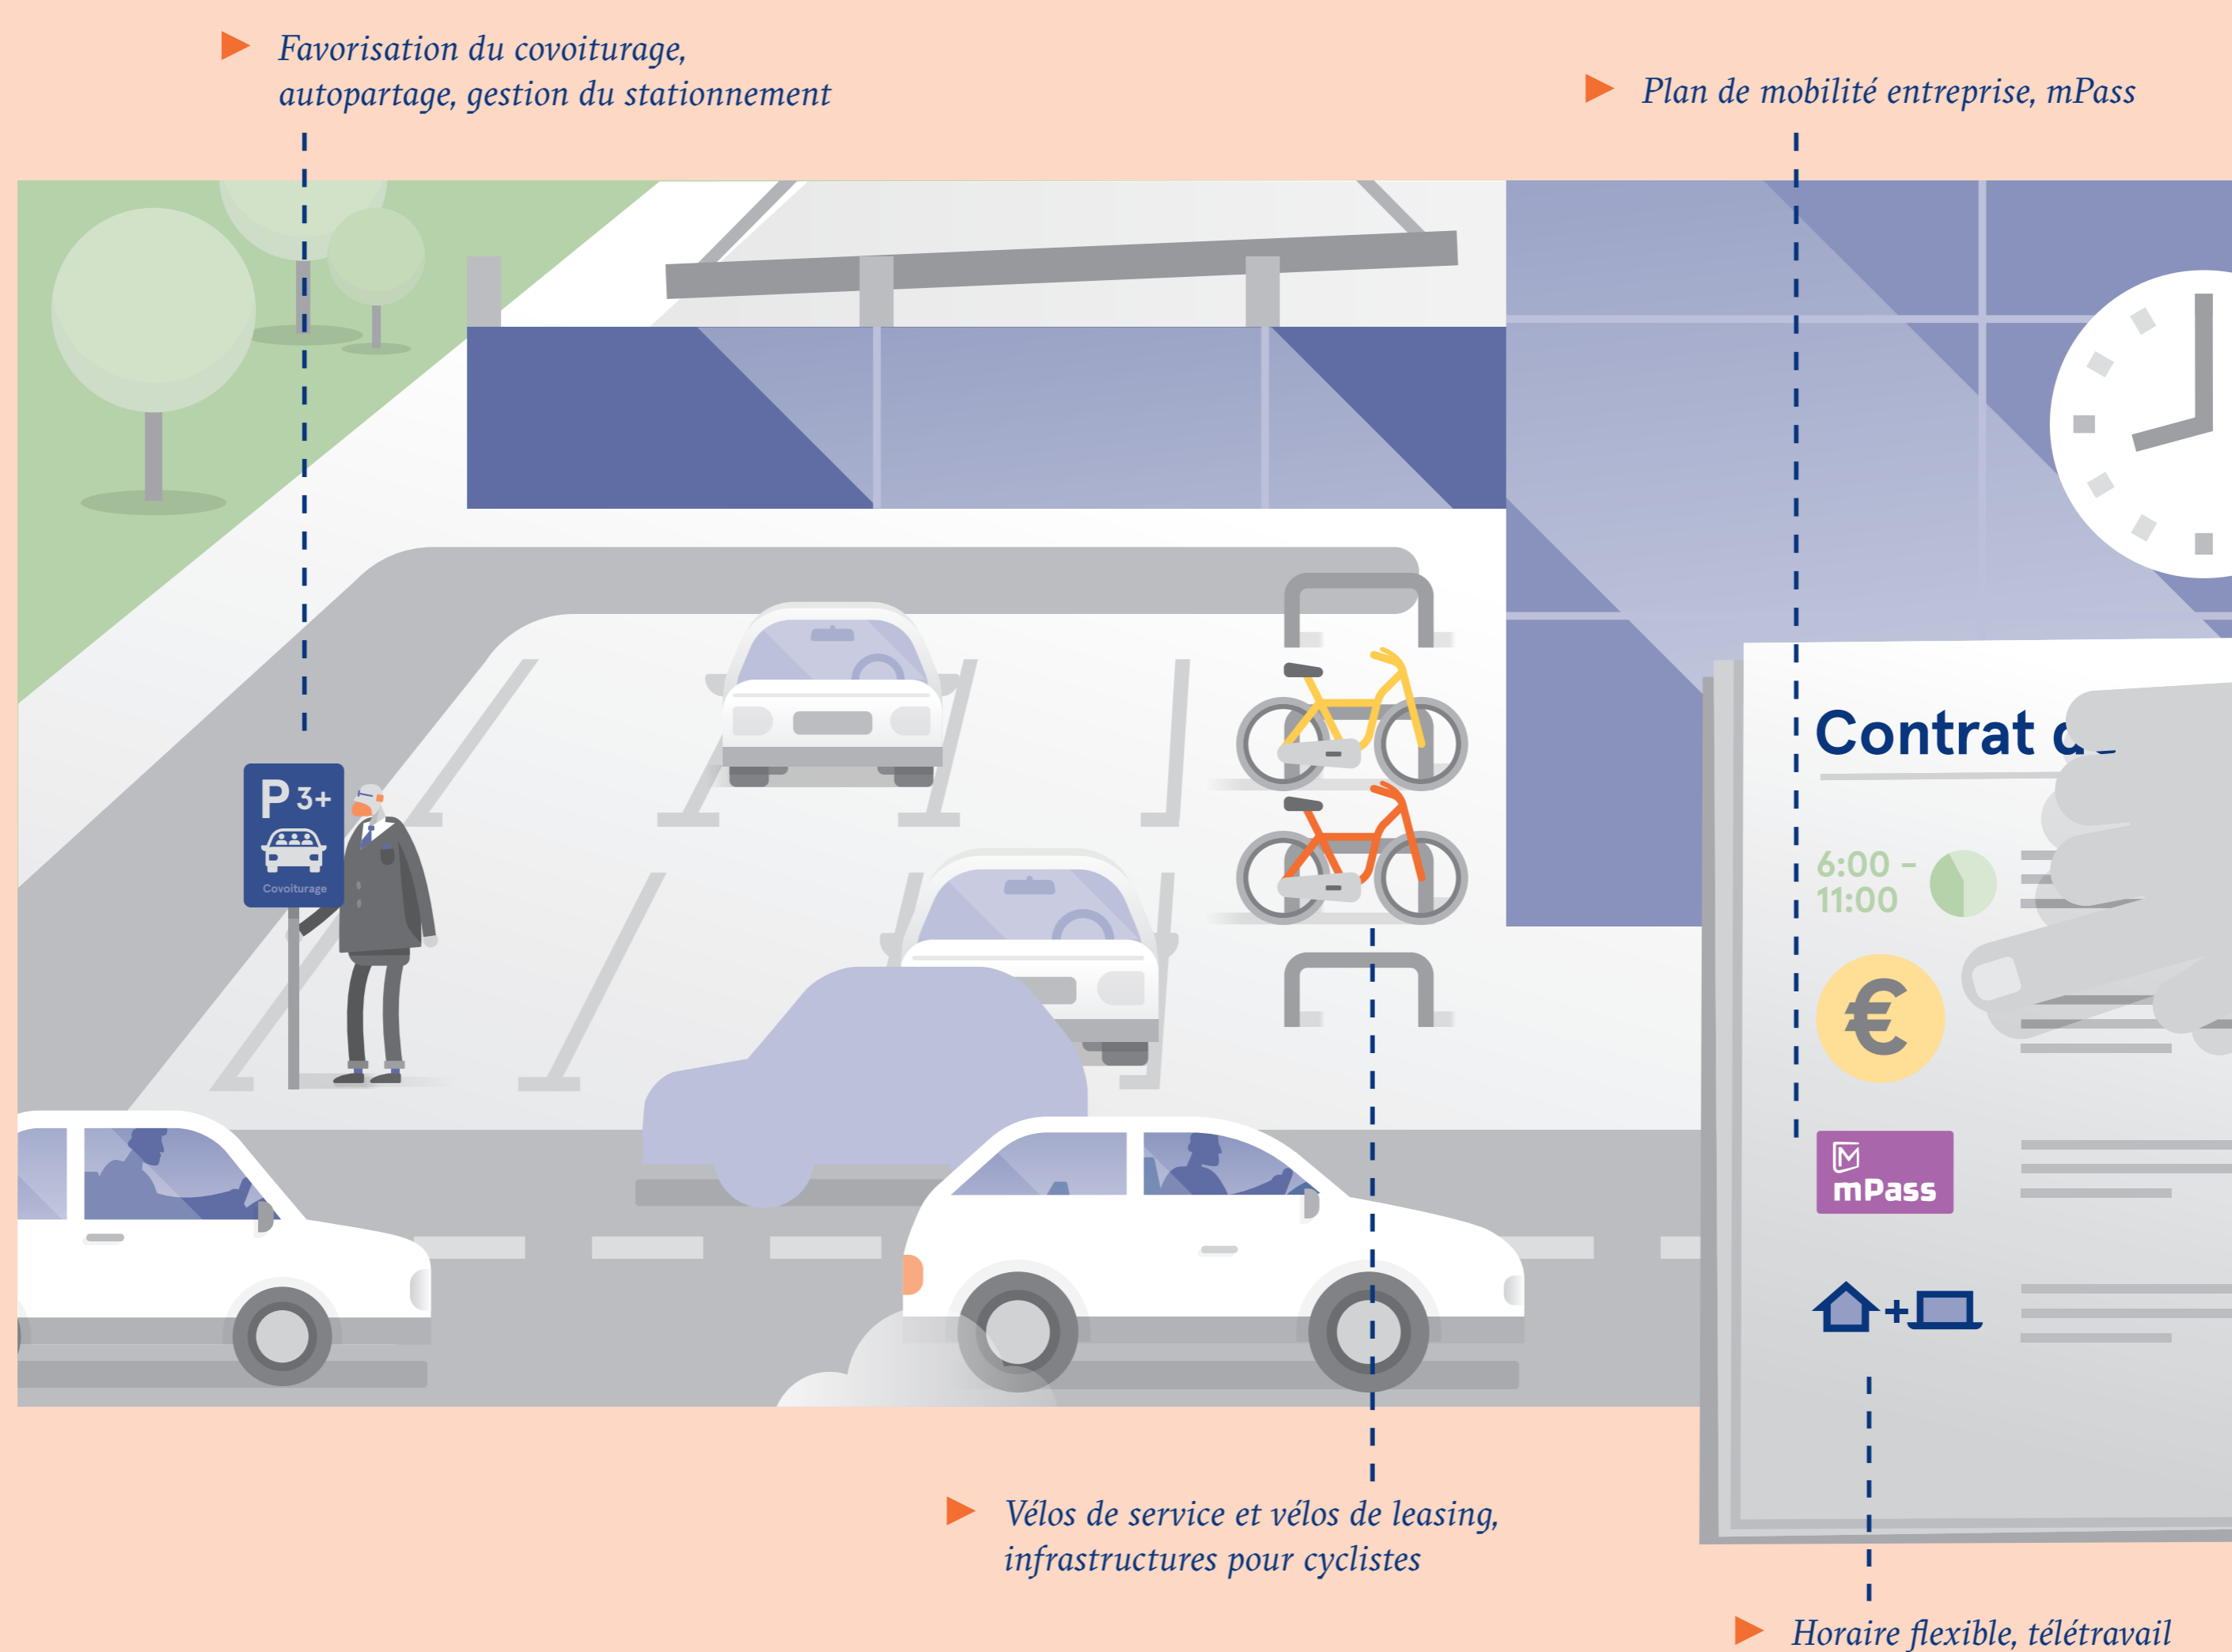 Favorisation du covoiturage,
autopartage, gestion du stationnement
Plan de mobilité entreprise, mPass
P 3+
Covoiturage
Contrat
6:00 –
11:00
€
mPass
+
Vélos de service et vélos de leasing,
infrastructures pour cyclistes
Horaire flexible, télétravail